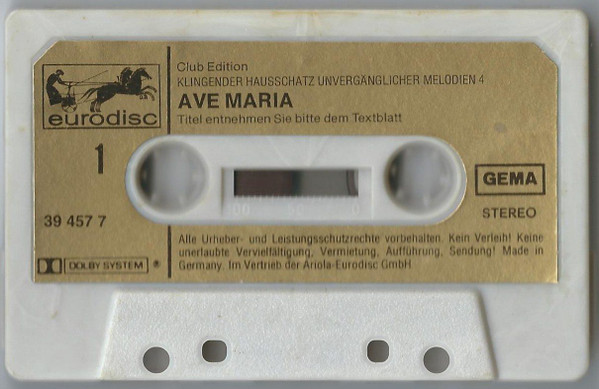 Club Edition
KLINGENDER HAUSSCHATZ UNVERGÄNGLICHER MELODIEN 4
AVE MARIA
Titel entnehmen Sie bitte dem Textblatt
eurodisc
1
GEMA
39 457 7
STEREO
Alle Urheber- und Leistungsschutzrechte vorbehalten. Kein Verleih! Keine
unerlaubte Vervielfältigung, Vermietung, Aufführung, Sendung! Made in
Germany. Im Vertrieb der Ariola-Eurodisc GmbH
DOLBY SYSTEM ®